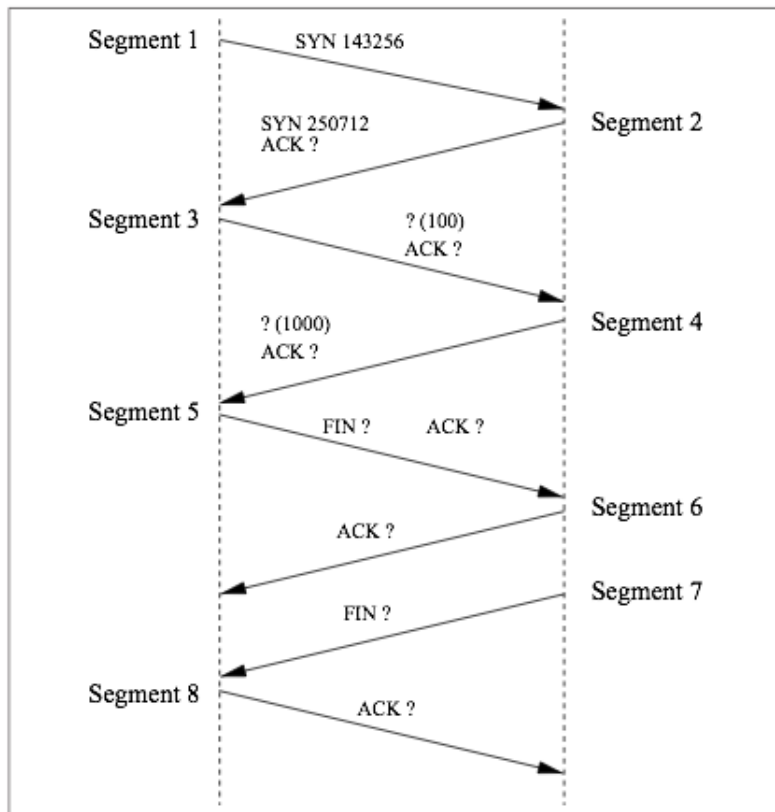 Segment 1
SYN 143256
SYN 250712
ACK ?
Segment 2
Segment 3
? (100)
ACK ?
? (1000)
ACK ?
Segment 4
Segment 5
FIN ? ACK ?
Segment 6
ACK ?
Segment 7
FIN ?
Segment 8
ACK ?